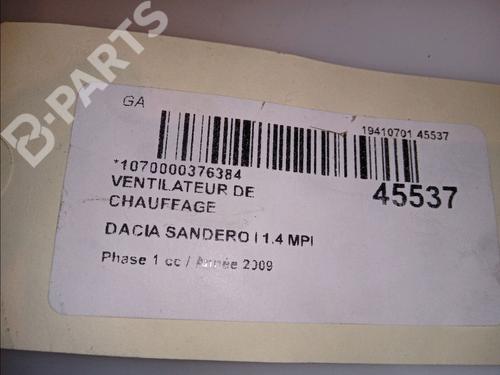 B-PARTS
GA
19410701 45537
*1070000376384
45537
VENTILATEUR DE
CHAUFFAGE
DACIA SANDERO I 1.4 MPI
Phase 1 cc / Année 2009